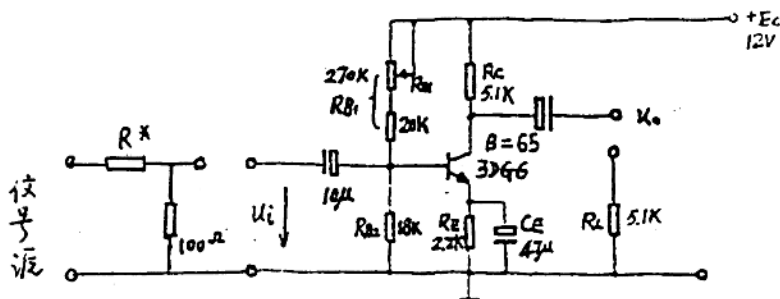 +Ec
12V
270K
RB1
RW
20K
RC
5.1K
B=65
3DG6
Uo
R*
信号源
100Ω
10μ
Ui
RB2
18K
RE
2.2K
CE
47μ
RL
5.1K